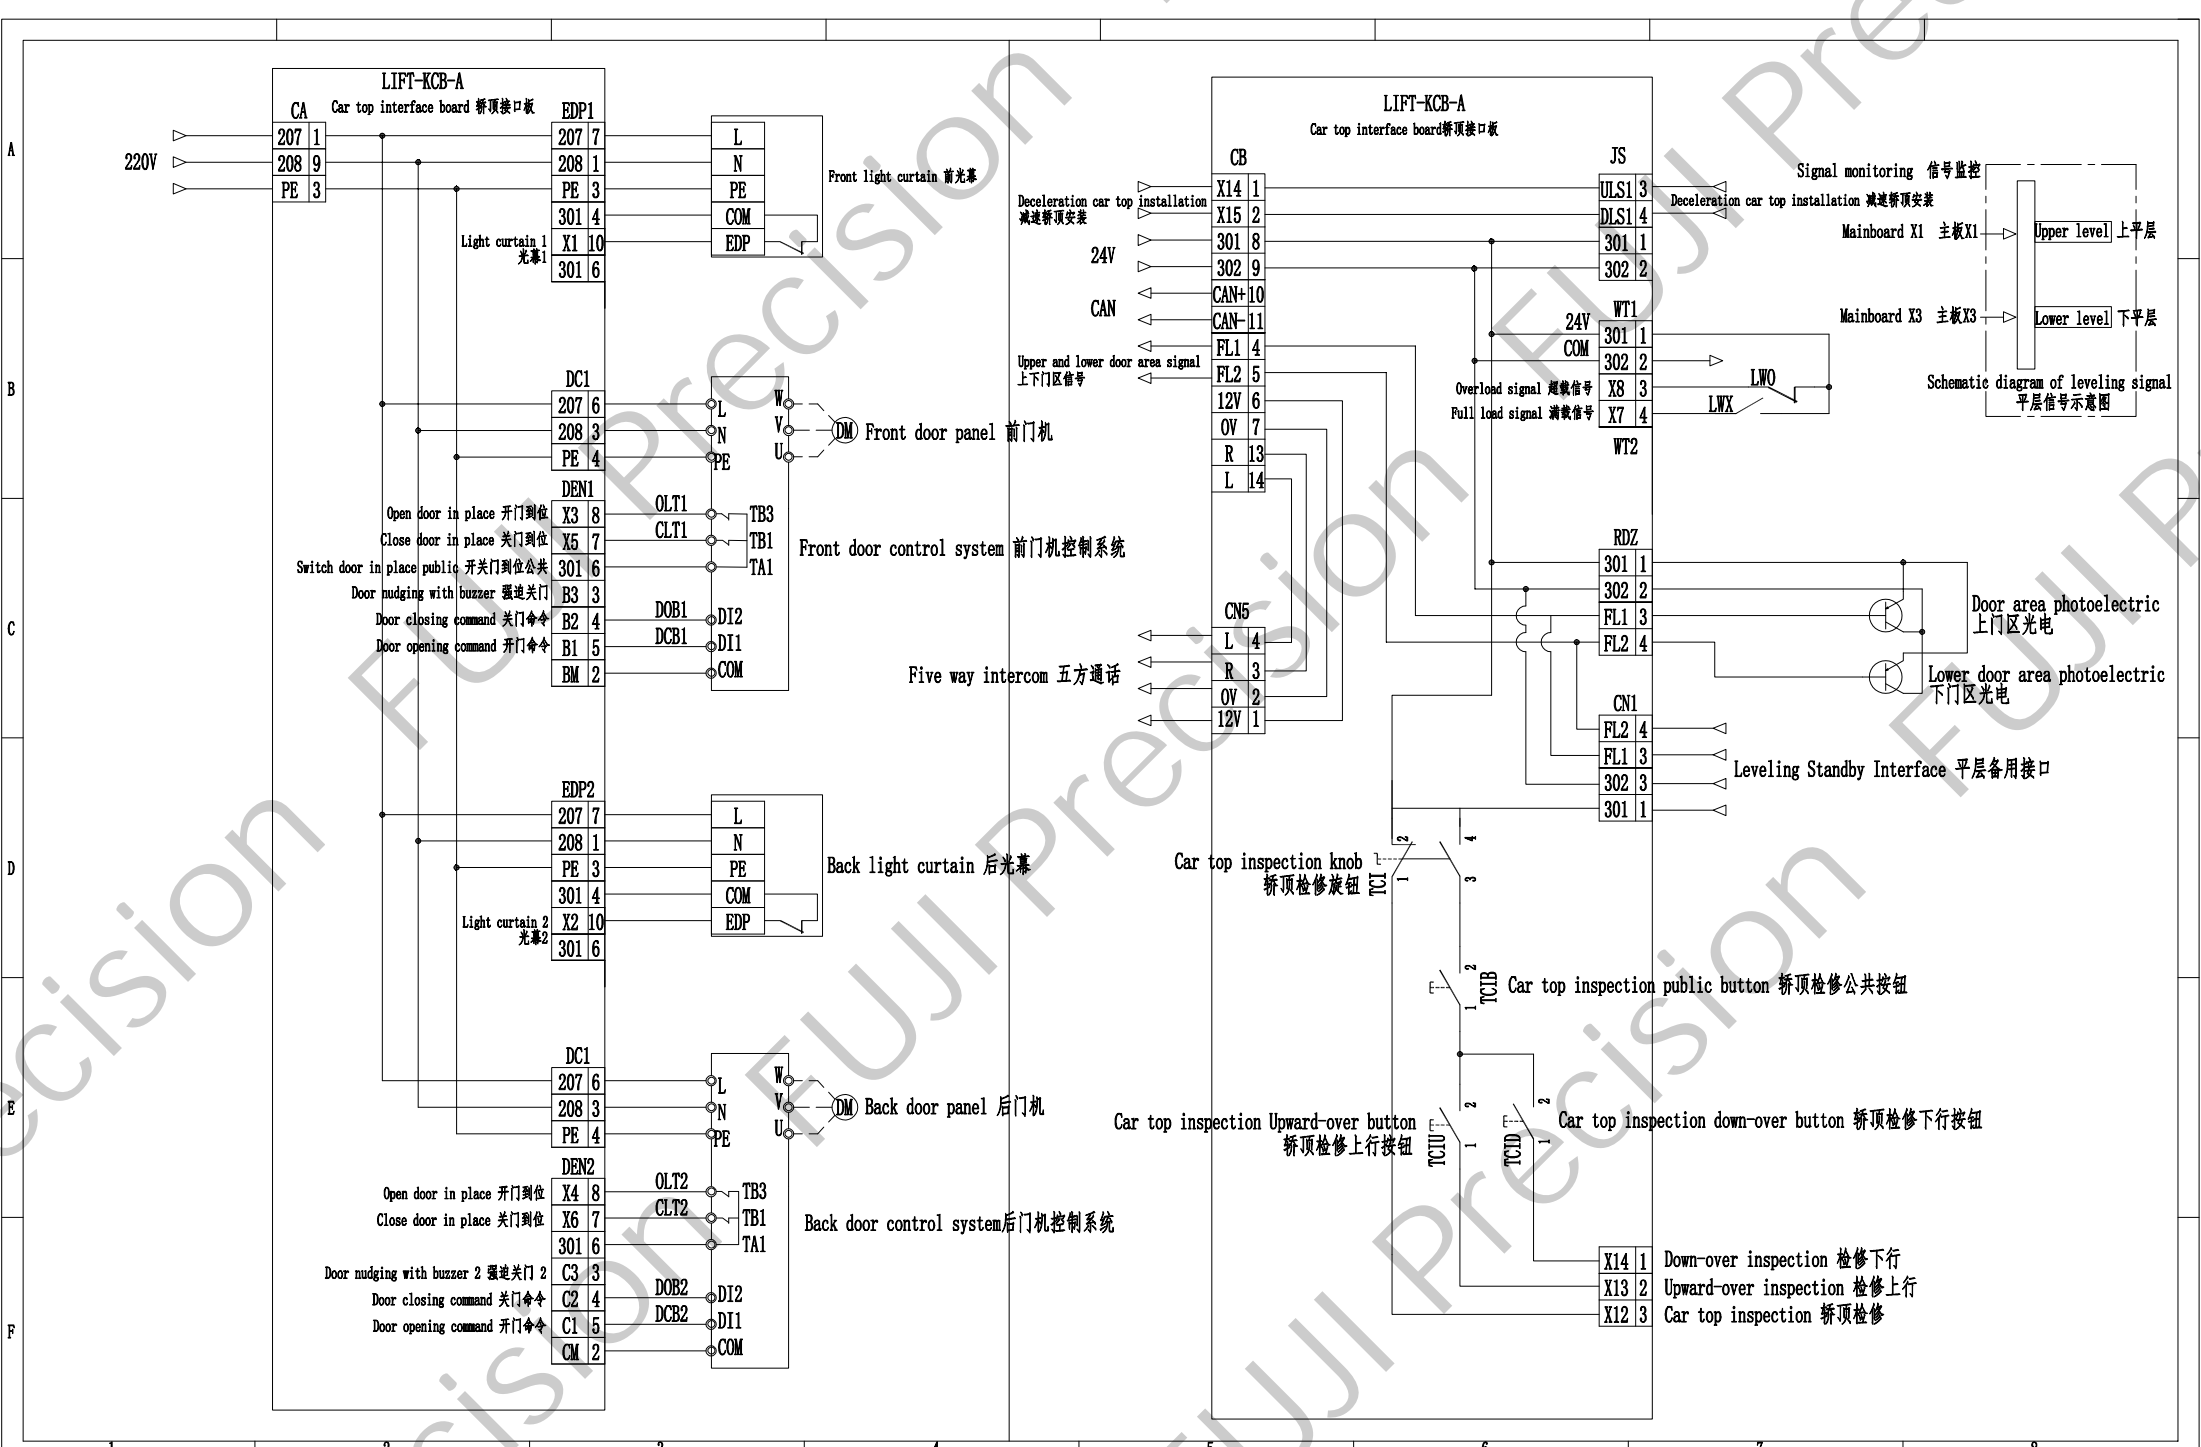 LIFT-KCB-A
Car top interface board 轿顶接口板
CA
207 1
208 9
PE 3
220V
EDP1
207 7
208 1
PE 3
301 4
X1 10
301 6
Light curtain 1
光幕1
L
N
PE
COM
EDP
Front light curtain 前光幕
DC1
207 6
208 3
PE 4
L
N
PE
W
V
U
DM
Front door panel 前门机
DEN1
Open door in place 开门到位 X3 8 OLT1 TB3
Close door in place 关门到位 X5 7 CLT1 TB1
Switch door in place public 开关门到位公共 301 6 TA1
Door nudging with buzzer 强迫关门 B3 3
Door closing command 关门命令 B2 4 DOB1 DI2
Door opening command 开门命令 B1 5 DCB1 DI1
BM 2 COM
Front door control system 前门机控制系统
EDP2
207 7
208 1
PE 3
301 4
X2 10
301 6
Light curtain 2
光幕2
L
N
PE
COM
EDP
Back light curtain 后光幕
DC1
207 6
208 3
PE 4
L
N
PE
W
V
U
DM
Back door panel 后门机
DEN2
Open door in place 开门到位 X4 8 OLT2 TB3
Close door in place 关门到位 X6 7 CLT2 TB1
301 6 TA1
Door nudging with buzzer 2 强迫关门 2 C3 3
Door closing command 关门命令 C2 4 DOB2 DI2
Door opening command 开门命令 C1 5 DCB2 DI1
CM 2 COM
Back door control system后门机控制系统
LIFT-KCB-A
Car top interface board轿顶接口板
CB
X14 1
X15 2
301 8
302 9
CAN+ 10
CAN- 11
FL1 4
FL2 5
12V 6
0V 7
R 13
L 14
Deceleration car top installation
减速轿顶安装
24V
CAN
Upper and lower door area signal
上下门区信号
CN5
L 4
R 3
0V 2
12V 1
Five way intercom 五方通话
JS
ULS1 3
DLS1 4
301 1
302 2
Deceleration car top installation 减速轿顶安装
WT1
24V 301 1
COM 302 2
Overload signal 超载信号 X8 3
Full load signal 满载信号 X7 4
WT2
LWO
LWX
Signal monitoring 信号监控
Mainboard X1 主板X1
Upper level 上平层
Mainboard X3 主板X3
Lower level 下平层
Schematic diagram of leveling signal
平层信号示意图
RDZ
301 1
302 2
FL1 3
FL2 4
Door area photoelectric
上门区光电
Lower door area photoelectric
下门区光电
CN1
FL2 4
FL1 3
302 3
301 1
Leveling Standby Interface 平层备用接口
Car top inspection knob
轿顶检修旋钮
TCI
2
1
4
3
TCIB
2
1
Car top inspection public button 轿顶检修公共按钮
Car top inspection Upward-over button
轿顶检修上行按钮
TCIU
2
1
TCID
2
1
Car top inspection down-over button 轿顶检修下行按钮
X14 1 Down-over inspection 检修下行
X13 2 Upward-over inspection 检修上行
X12 3 Car top inspection 轿顶检修
A
B
C
D
E
F
A
B
C
D
E
F
FUJI Precision
FUJI Precision
FUJI Precision